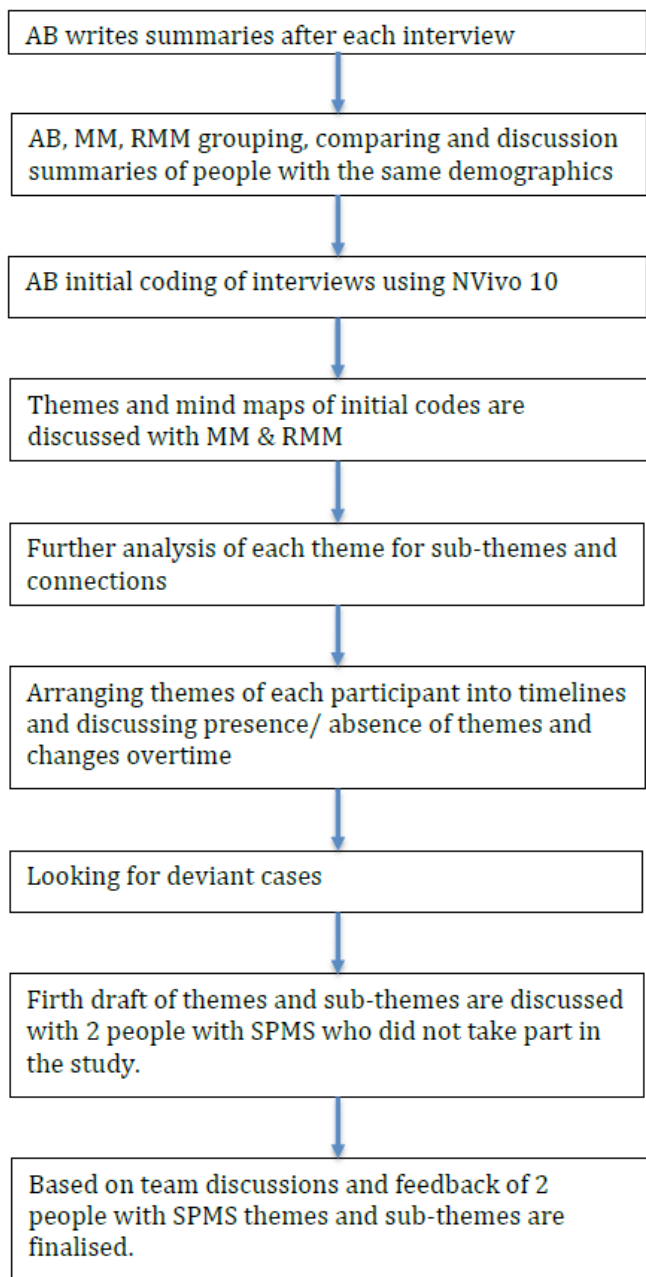 AB writes summaries after each interview
AB, MM, RMM grouping, comparing and discussion
summaries of people with the same demographics
AB initial coding of interviews using NVivo 10
Themes and mind maps of initial codes are
discussed with MM & RMM
Further analysis of each theme for sub-themes and
connections
Arranging themes of each participant into timelines
and discussing presence/ absence of themes and
changes overtime
Looking for deviant cases
Firth draft of themes and sub-themes are discussed
with 2 people with SPMS who did not take part in
the study.
Based on team discussions and feedback of 2
people with SPMS themes and sub-themes are
finalised.